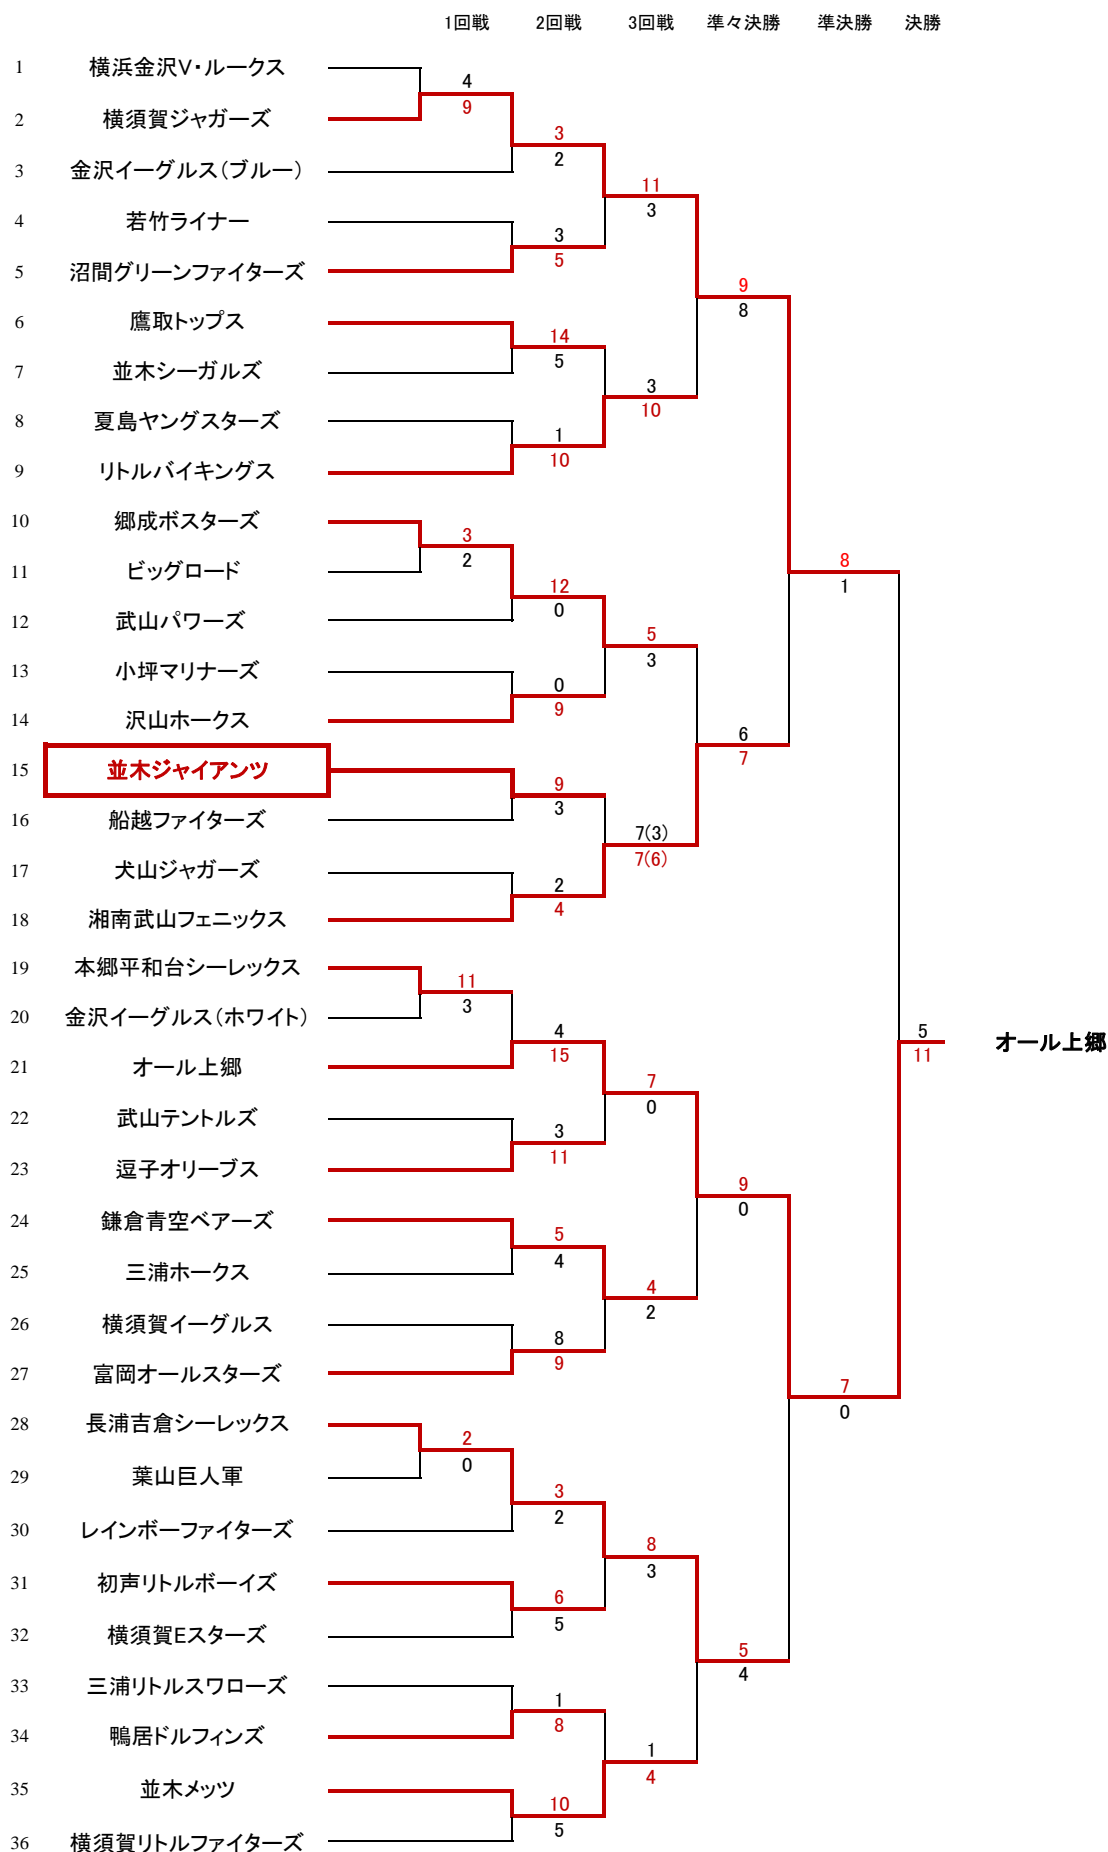 1回戦 2回戦 3回戦 準々決勝 準決勝 決勝
1 横浜金沢V・ルークス
4
2 横須賀ジャガーズ 9
3
3 金沢イーグルス（ブルー） 2
11
4 若竹ライナー 3
3
5 沼間グリーンファイターズ 5
9
6 鷹取トップス 8
14
7 並木シーガルズ 5
3
8 夏島ヤングスターズ 10
1
9 リトルバイキングス 10
10 郷成ボスターズ
3
11 ビッグロード 2 8
12 1
12 武山パワーズ 0
5
13 小坪マリナーズ 3
0
14 沢山ホークス 9
6
15 並木ジャイアンツ 7
9
16 船越ファイターズ 3
7(3)
17 犬山ジャガーズ 7(6)
2
18 湘南武山フェニックス 4
19 本郷平和台シーレックス
11
20 金沢イーグルス（ホワイト） 3
4 5
オール上郷
21 オール上郷 15 11
7
22 武山テントルズ 0
3
23 逗子オリーブス 11
9
24 鎌倉青空ベアーズ 0
5
25 三浦ホークス 4
4
26 横須賀イーグルス 2
8
27 富岡オールスターズ 9
7
28 長浦吉倉シーレックス 0
2
29 葉山巨人軍 0
3
30 レインボーファイターズ 2
8
31 初声リトルボーイズ 3
6
32 横須賀Eスターズ 5
5
33 三浦リトルスワローズ 4
1
34 鴨居ドルフィンズ 8
1
35 並木メッツ 4
10
36 横須賀リトルファイターズ 5